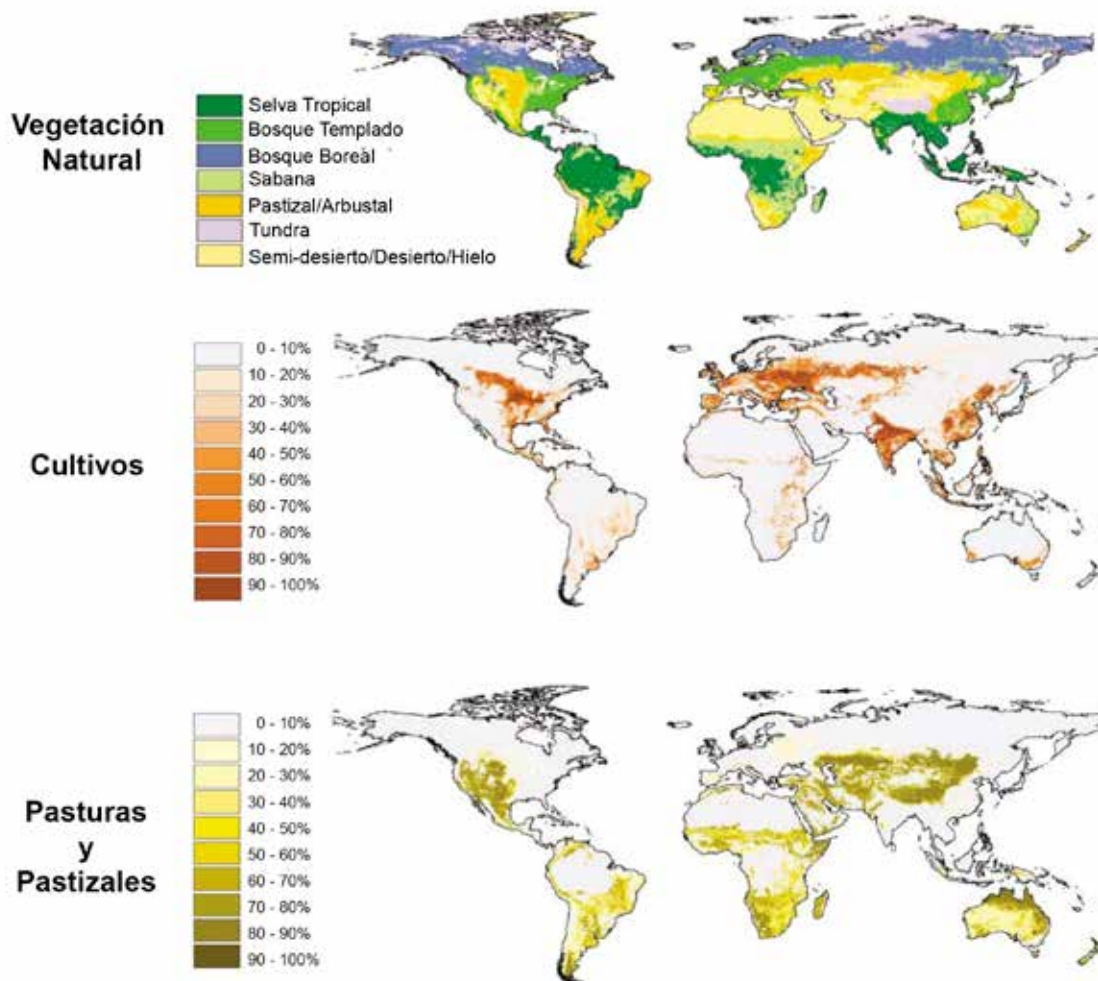 Vegetación
Natural
Selva Tropical
Bosque Templado
Bosque Boreal
Sabana
Pastizal/Arbustal
Tundra
Semi-desierto/Desierto/Hielo
Cultivos
0 - 10%
10 - 20%
20 - 30%
30 - 40%
40 - 50%
50 - 60%
60 - 70%
70 - 80%
80 - 90%
90 - 100%
Pasturas
y
Pastizales
0 - 10%
10 - 20%
20 - 30%
30 - 40%
40 - 50%
50 - 60%
60 - 70%
70 - 80%
80 - 90%
90 - 100%